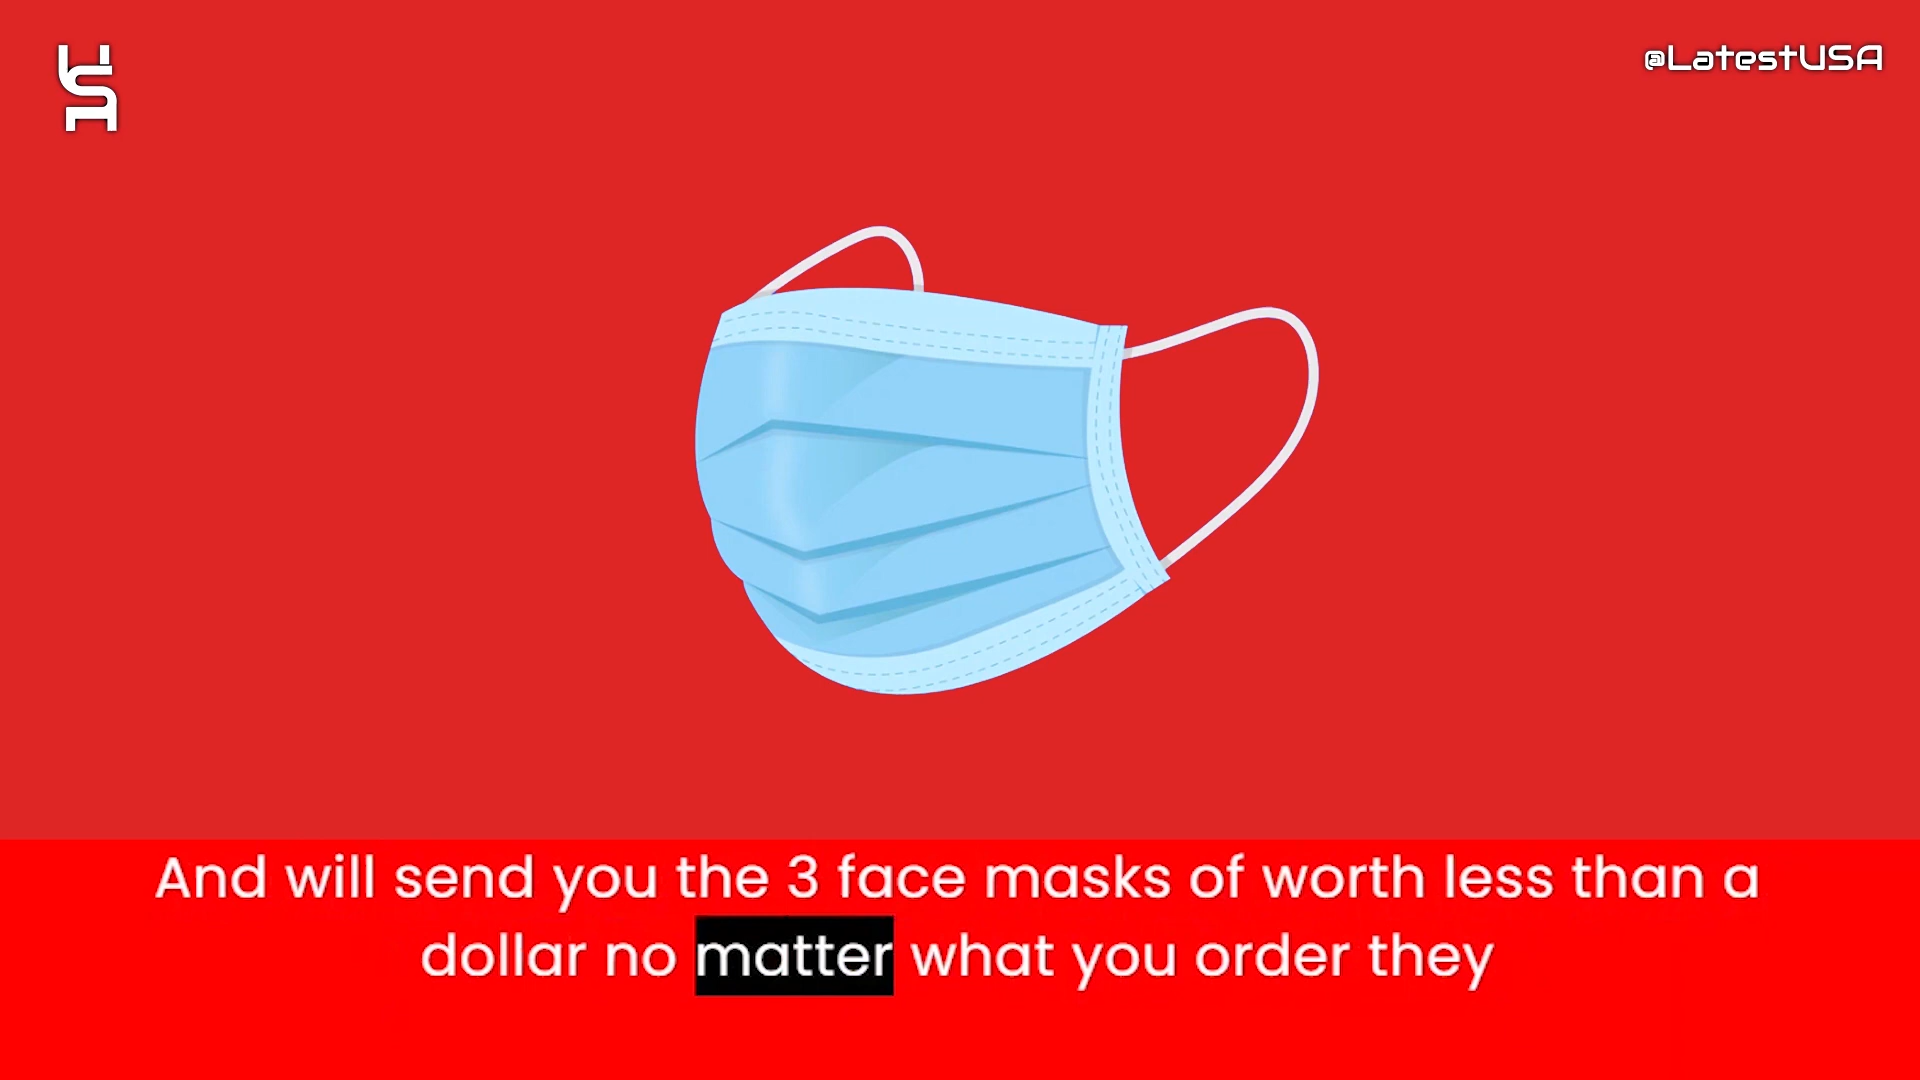 USA
@LatestUSA
And will send you the 3 face masks of worth less than a
dollar no matter what you order they